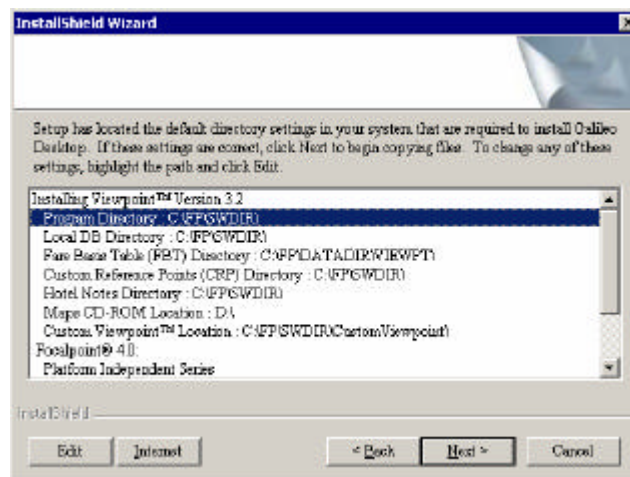 InstallShield Wizard
Setup has located the default directory settings in your system that are required to install Galileo
Desktop. If these settings are correct, click Next to begin copying files. To change any of these
settings, highlight the path and click Edit.
Installing Viewpoint™ Version 3.2
Program Directory : C:\FP\SWDIR\
Local DB Directory : C:\FP\SWDIR\
Fare Basis Table (FBT) Directory : C:\FP\DATADIR\VIEWPT\
Custom Reference Points (CRP) Directory : C:\FP\SWDIR\
Hotel Notes Directory : C:\FP\SWDIR\
Maps CD-ROM Location : D:\
Custom Viewpoint™ Location : C:\FP\SWDIR\CustomViewpoint\
Focalpoint® 4.0:
Platform Independent Series
InstallShield
Edit
Internet
< Back
Next >
Cancel